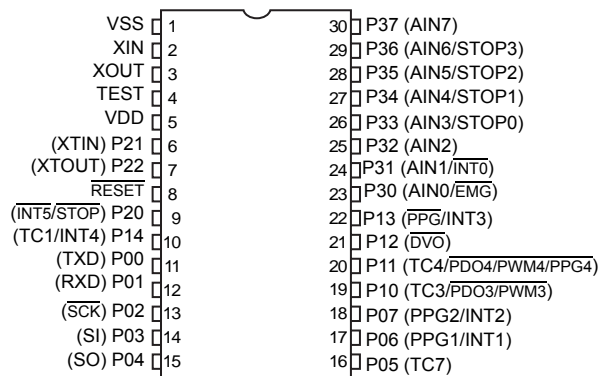 VSS 1 30 P37 (AIN7)
XIN 2 29 P36 (AIN6/STOP3)
XOUT 3 28 P35 (AIN5/STOP2)
TEST 4 27 P34 (AIN4/STOP1)
VDD 5 26 P33 (AIN3/STOP0)
(XTIN) P21 6 25 P32 (AIN2)
(XTOUT) P22 7 24 P31 (AIN1/INT0)
RESET 8 23 P30 (AIN0/EMG)
(INT5/STOP) P20 9 22 P13 (PPG/INT3)
(TC1/INT4) P14 10 21 P12 (DVO)
(TXD) P00 11 20 P11 (TC4/PDO4/PWM4/PPG4)
(RXD) P01 12 19 P10 (TC3/PDO3/PWM3)
(SCK) P02 13 18 P07 (PPG2/INT2)
(SI) P03 14 17 P06 (PPG1/INT1)
(SO) P04 15 16 P05 (TC7)